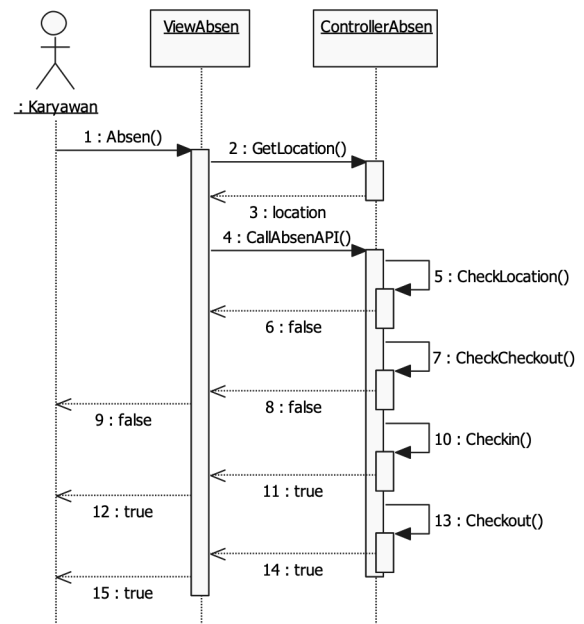 ViewAbsen
ControllerAbsen
: Karyawan
1 : Absen()
2 : GetLocation()
3 : location
4 : CallAbsenAPI()
5 : CheckLocation()
6 : false
7 : CheckCheckout()
8 : false
9 : false
10 : Checkin()
11 : true
12 : true
13 : Checkout()
14 : true
15 : true